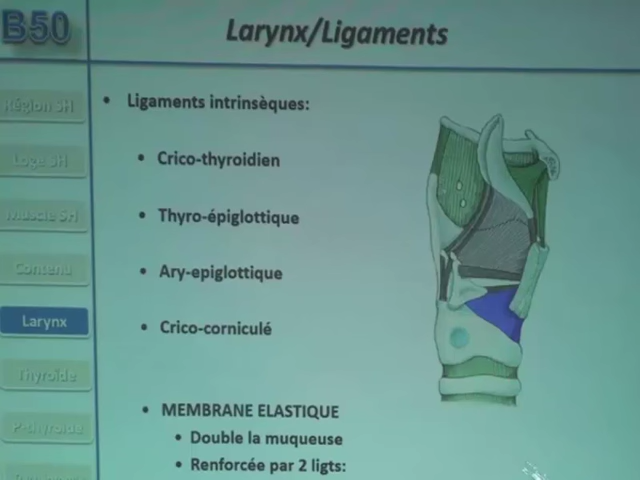 B50
Larynx/Ligaments
Région SH
Loge SH
Muscle SH
Contenu
Larynx
Thyroïde
• Ligaments intrinsèques:
• Crico-thyroidien
• Thyro-épiglottique
• Ary-epiglottique
• Crico-corniculé
• MEMBRANE ELASTIQUE
• Double la muqueuse
• Renforcée par 2 ligts: